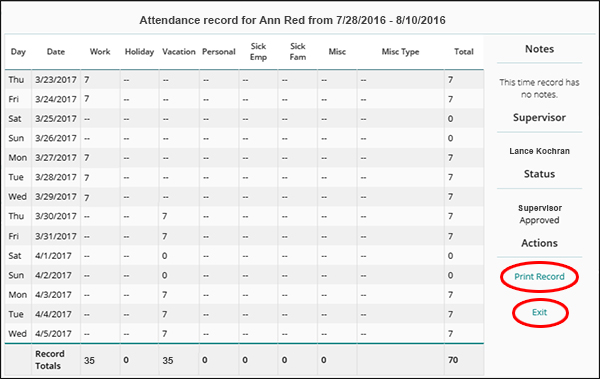 Attendance record for Ann Red from 7/28/2016 - 8/10/2016
Day Date Work Holiday Vacation Personal Sick Emp Sick Fam Misc Misc Type Total
Thu 3/23/2017 7 -- -- -- -- -- -- -- 7
Fri 3/24/2017 7 -- -- -- -- -- -- -- 7
Sat 3/25/2017 -- -- -- -- -- -- -- -- 0
Sun 3/26/2017 -- -- -- -- -- -- -- -- 0
Mon 3/27/2017 7 -- -- -- -- -- -- -- 7
Tue 3/28/2017 7 -- -- -- -- -- -- -- 7
Wed 3/29/2017 7 -- -- -- -- -- -- -- 7
Thu 3/30/2017 -- -- 7 -- -- -- -- -- 7
Fri 3/31/2017 -- -- 7 -- -- -- -- -- 7
Sat 4/1/2017 -- -- 0 -- -- -- -- -- 0
Sun 4/2/2017 -- -- 0 -- -- -- -- -- 0
Mon 4/3/2017 -- -- 7 -- -- -- -- -- 7
Tue 4/4/2017 -- -- 7 -- -- -- -- -- 7
Wed 4/5/2017 -- -- 7 -- -- -- -- -- 7
Record Totals 35 0 35 0 0 0 0 70
Notes
This time record has
no notes.
Supervisor
Lance Kochran
Status
Supervisor
Approved
Actions
Print Record
Exit